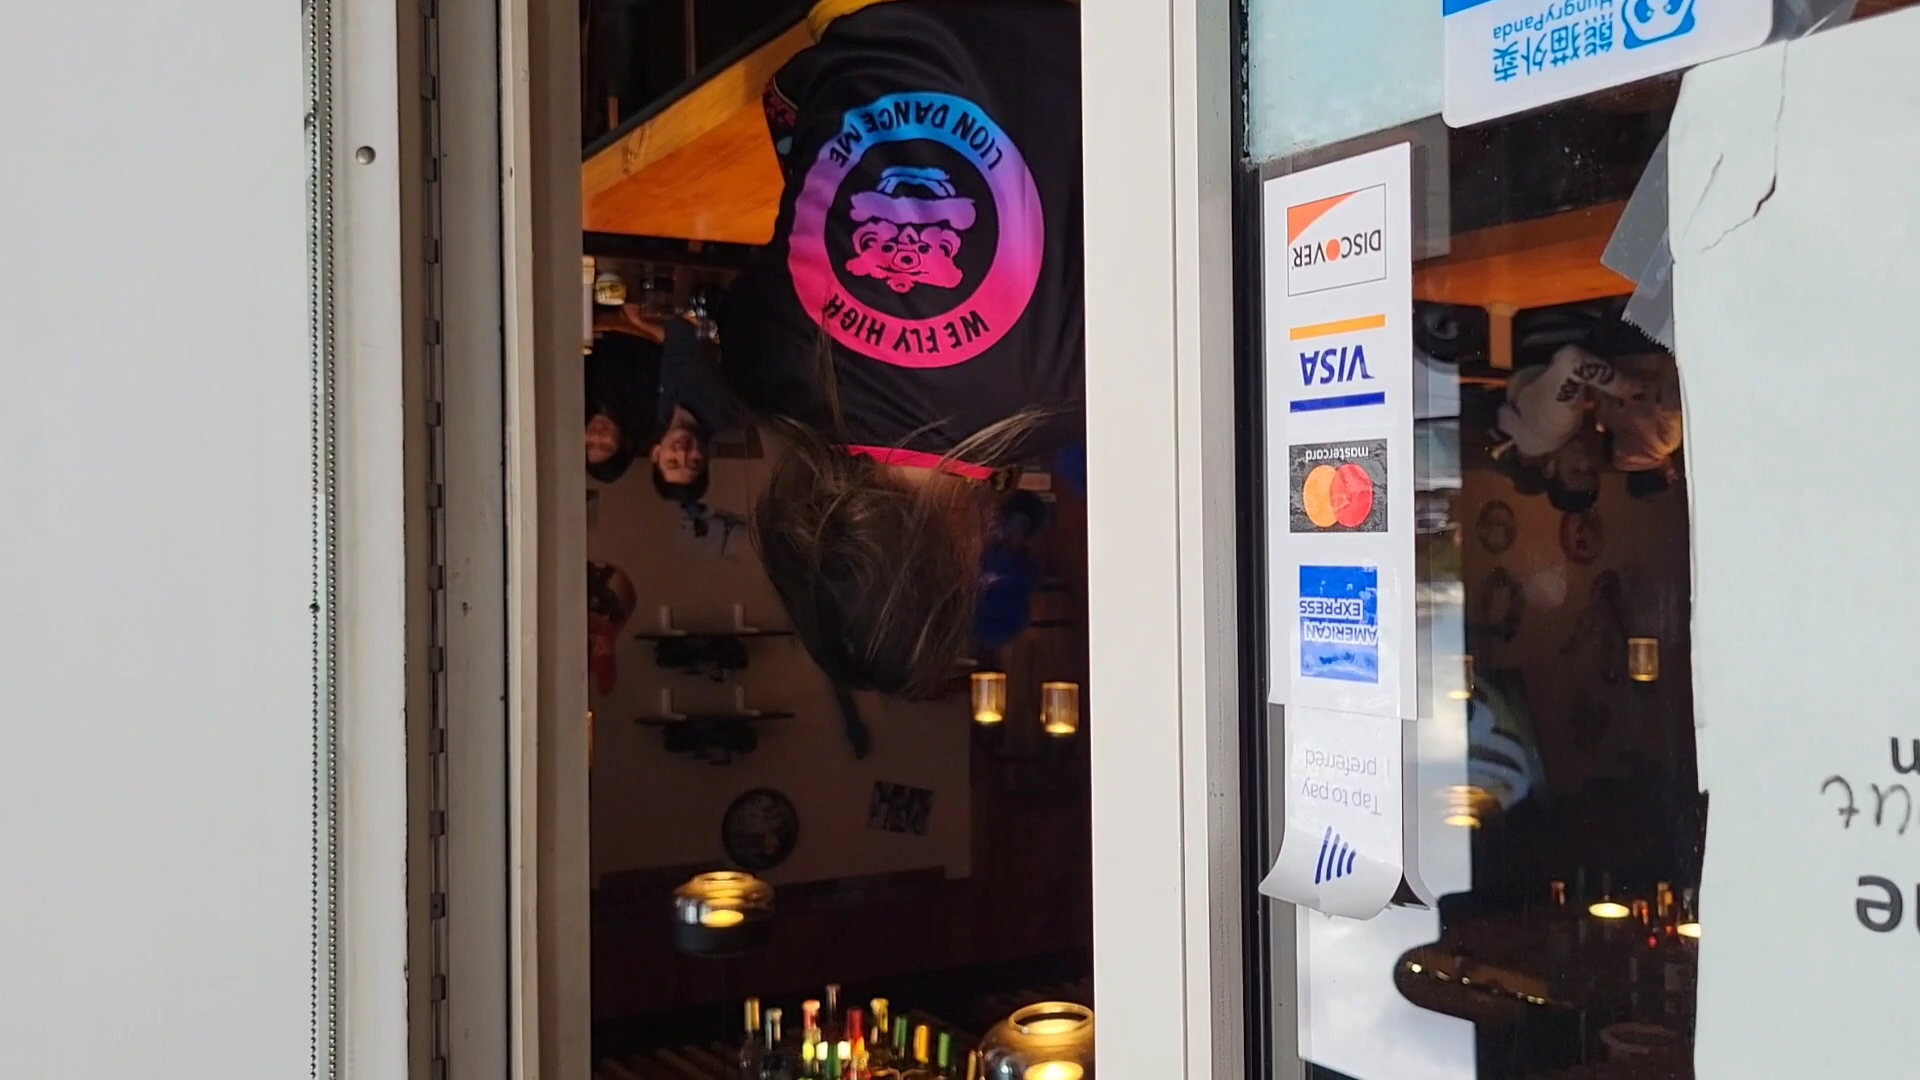 LION DANCE ME
WE FLY HIGH
熊猫外卖
HungryPanda
Tap to pay
preferred
AMERICAN
EXPRESS
mastercard
VISA
DISCOVER